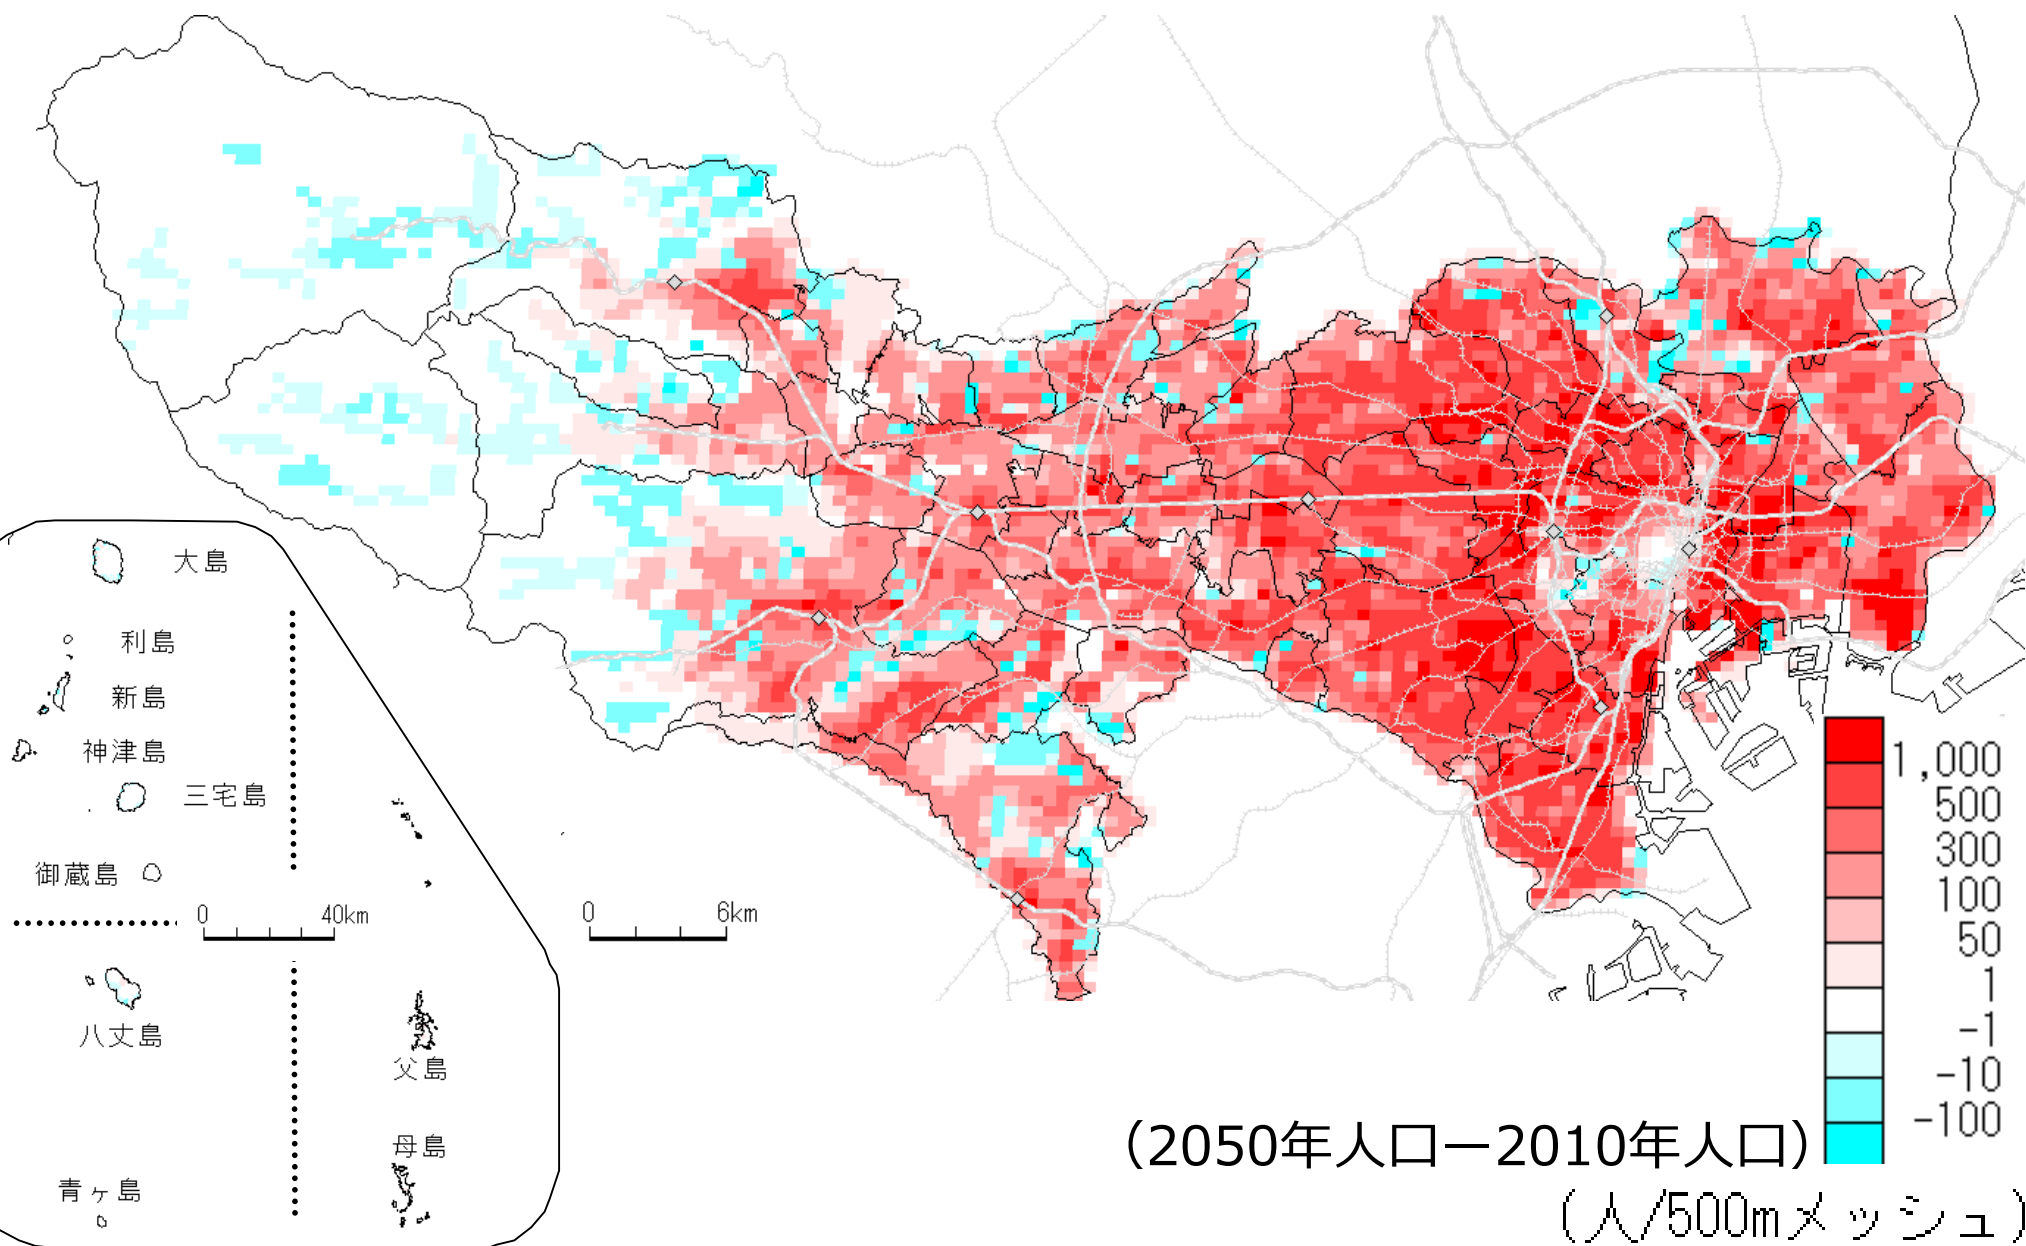 大島
利島
新島
神津島
三宅島
御蔵島
0 40km
0 6km
八丈島
父島
母島
青ヶ島
1,000
500
300
100
50
1
-1
-10
-100
（2050年人口ー2010年人口）
(人/500mメッシュ)